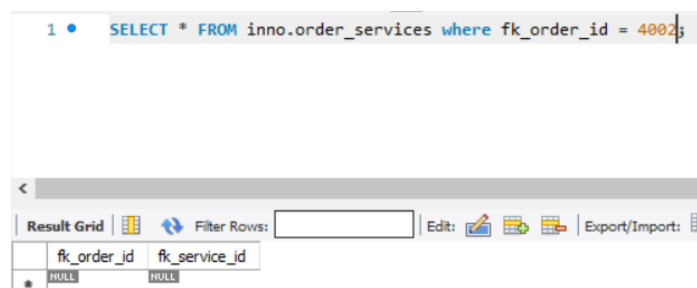 1 SELECT * FROM inno.order_services where fk_order_id = 4002;
Result Grid Filter Rows: Edit: Export/Import:
fk_order_id fk_service_id
NULL NULL
*